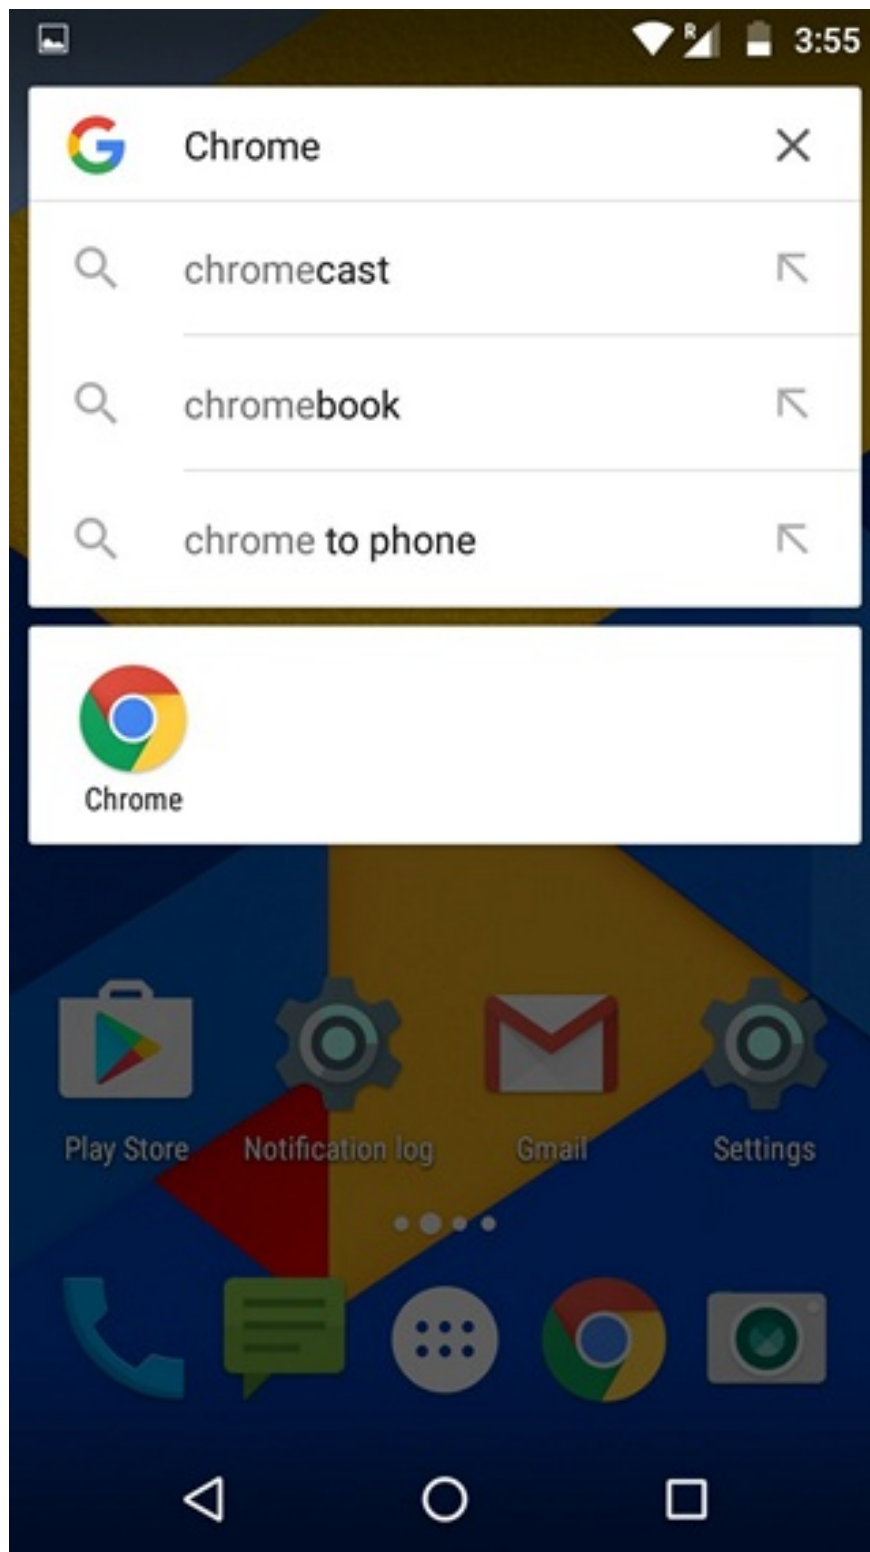 R
3:55
Chrome
chromecast
chromebook
chrome to phone
Chrome
Play Store
Notification log
Gmail
Settings